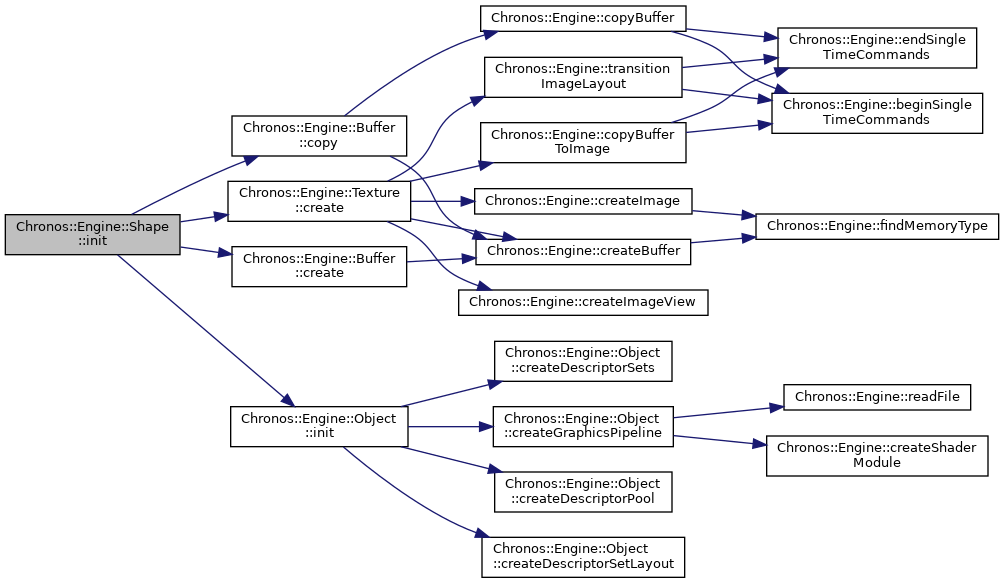 Chronos::Engine::Shape
::init
Chronos::Engine::Buffer
::copy
Chronos::Engine::Texture
::create
Chronos::Engine::Buffer
::create
Chronos::Engine::Object
::init
Chronos::Engine::copyBuffer
Chronos::Engine::transition
ImageLayout
Chronos::Engine::copyBuffer
ToImage
Chronos::Engine::createImage
Chronos::Engine::createBuffer
Chronos::Engine::createImageView
Chronos::Engine::Object
::createDescriptorSets
Chronos::Engine::Object
::createGraphicsPipeline
Chronos::Engine::Object
::createDescriptorPool
Chronos::Engine::Object
::createDescriptorSetLayout
Chronos::Engine::endSingle
TimeCommands
Chronos::Engine::beginSingle
TimeCommands
Chronos::Engine::findMemoryType
Chronos::Engine::readFile
Chronos::Engine::createShader
Module